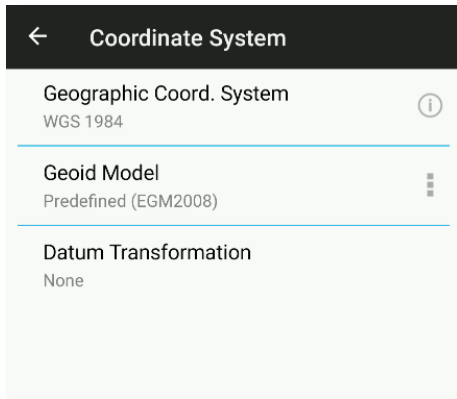 Coordinate System
Geographic Coord. System
WGS 1984
Geoid Model
Predefined (EGM2008)
Datum Transformation
None